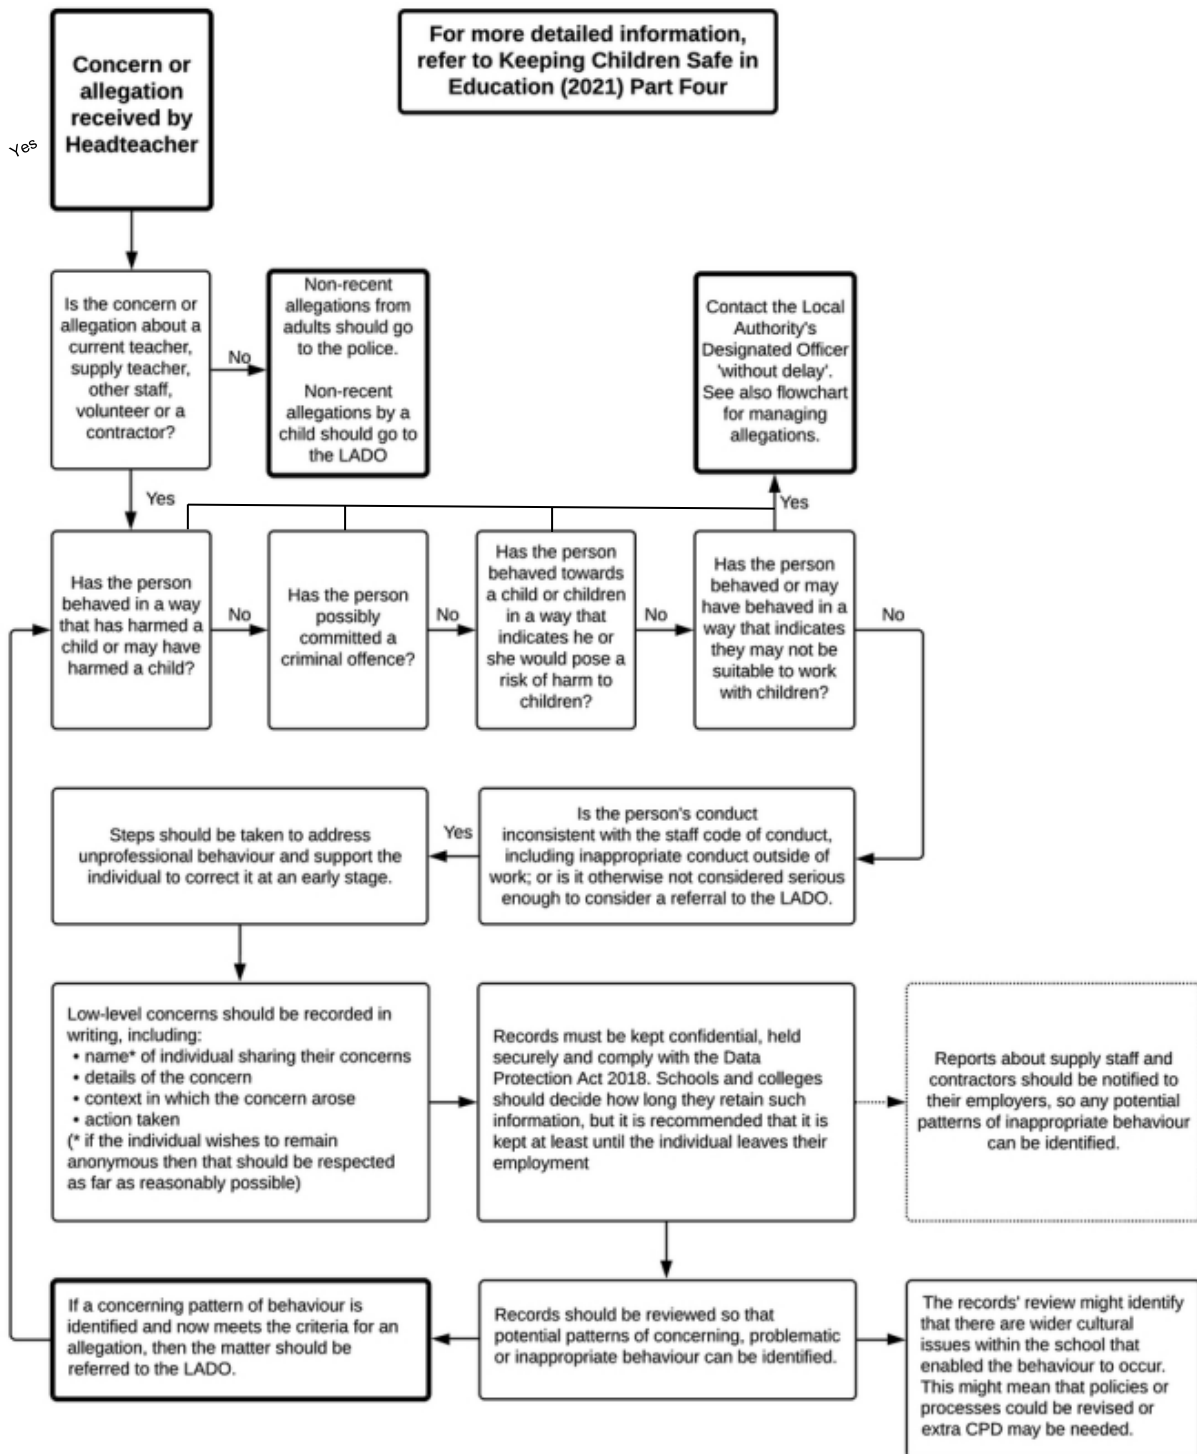 Concern or
allegation
received by
Headteacher
For more detailed information,
refer to Keeping Children Safe in
Education (2021) Part Four
Yes
Is the concern or
allegation about a
current teacher,
supply teacher,
other staff,
volunteer or a
contractor?
No
Non-recent
allegations from
adults should go
to the police.
Non-recent
allegations by a
child should go to
the LADO
Contact the Local
Authority's
Designated Officer
'without delay'.
See also flowchart
for managing
allegations.
Yes
Yes
Has the person
behaved in a way
that has harmed a
child or may have
harmed a child?
No
Has the person
possibly
committed a
criminal offence?
No
Has the person
behaved towards
a child or children
in a way that
indicates he or
she would pose a
risk of harm to
children?
No
Has the person
behaved or may
have behaved in a
way that indicates
they may not be
suitable to work
with children?
No
Is the person's conduct
inconsistent with the staff code of conduct,
including inappropriate conduct outside of
work; or is it otherwise not considered serious
enough to consider a referral to the LADO.
Yes
Steps should be taken to address
unprofessional behaviour and support the
individual to correct it at an early stage.
Low-level concerns should be recorded in
writing, including:
• name* of individual sharing their concerns
• details of the concern
• context in which the concern arose
• action taken
(* if the individual wishes to remain
anonymous then that should be respected
as far as reasonably possible)
Records must be kept confidential, held
securely and comply with the Data
Protection Act 2018. Schools and colleges
should decide how long they retain such
information, but it is recommended that it is
kept at least until the individual leaves their
employment
Reports about supply staff and
contractors should be notified to
their employers, so any potential
patterns of inappropriate behaviour
can be identified.
If a concerning pattern of behaviour is
identified and now meets the criteria for an
allegation, then the matter should be
referred to the LADO.
Records should be reviewed so that
potential patterns of concerning, problematic
or inappropriate behaviour can be identified.
The records' review might identify
that there are wider cultural
issues within the school that
enabled the behaviour to occur.
This might mean that policies or
processes could be revised or
extra CPD may be needed.